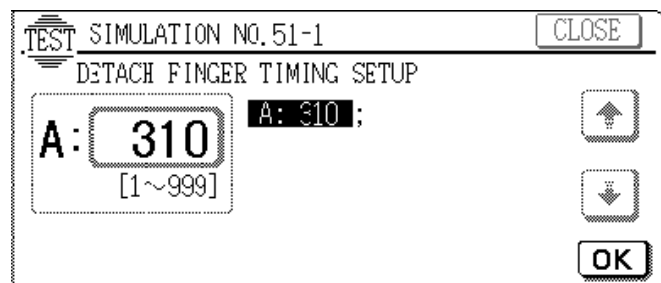 TEST SIMULATION NO.51-1 CLOSE
DETACH FINGER TIMING SETUP
A: 310 A: 310 ;
[1~999]
OK